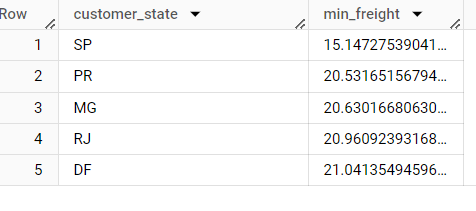 Row customer_state min_freight
1 SP 15.14727539041...
2 PR 20.53165156794...
3 MG 20.63016680630...
4 RJ 20.96092393168...
5 DF 21.04135494596...